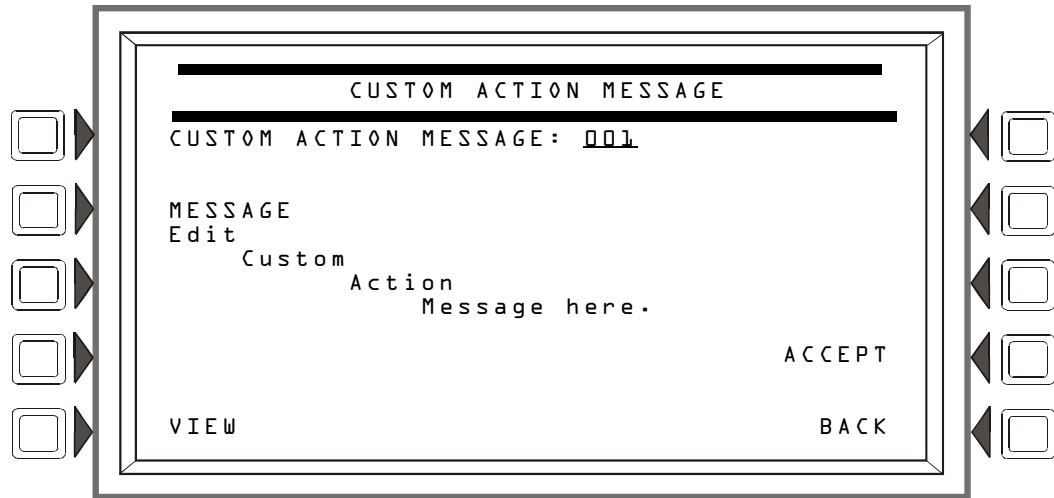 CUSTOM ACTION MESSAGE
CUSTOM ACTION MESSAGE: 001
MESSAGE
Edit
Custom
Action
Message here.
ACCEPT
VIEW
BACK